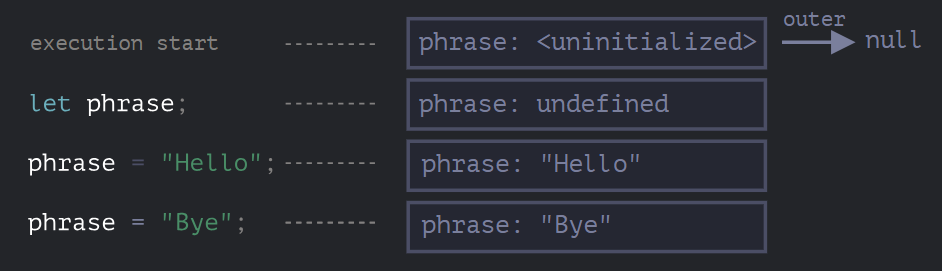 outer
execution start --------- phrase: <uninitialized> null
let phrase; --------- phrase: undefined
phrase = "Hello"; --------- phrase: "Hello"
phrase = "Bye"; --------- phrase: "Bye"